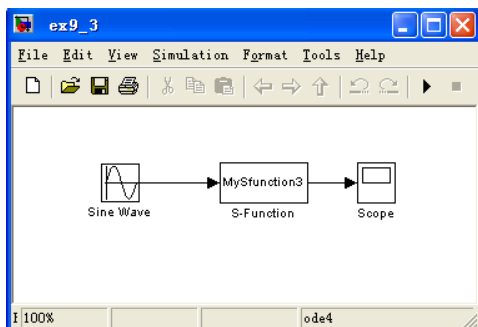 ex9_3
File Edit View Simulation Format Tools Help
MySfunction3
Sine Wave
S-Function
Scope
100%
ode4